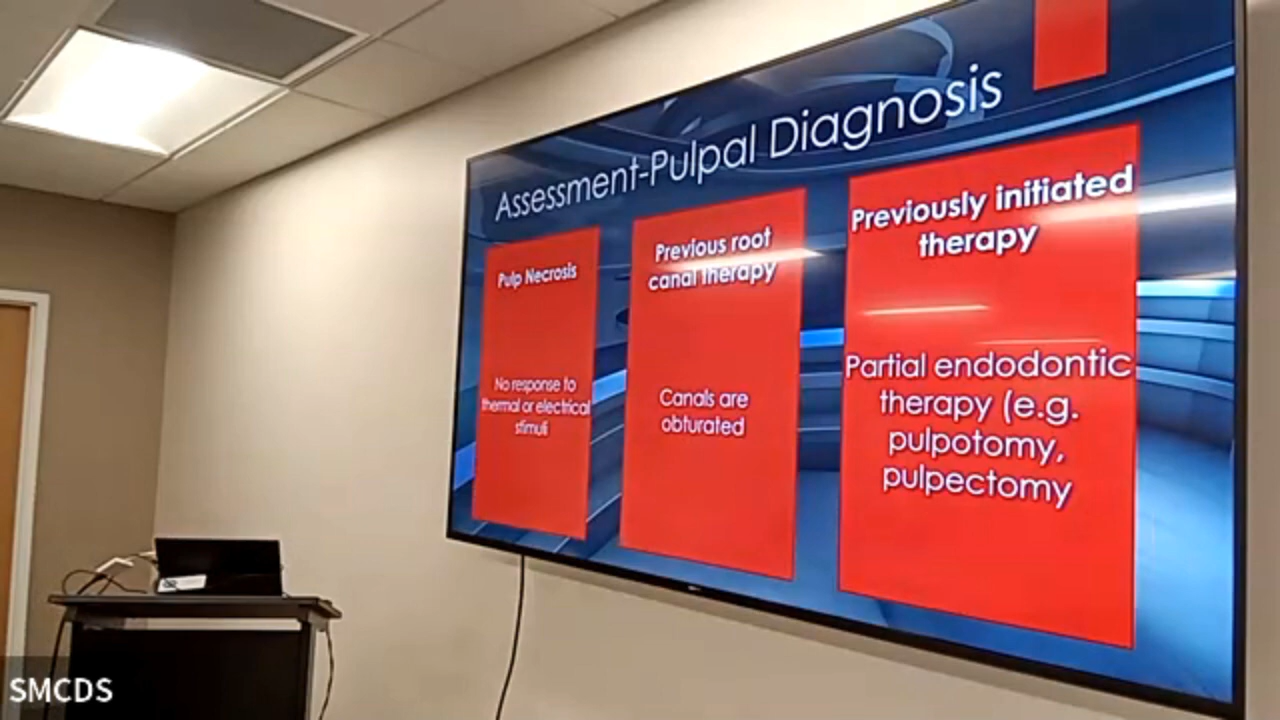 Assessment-Pulpal Diagnosis
Pulp Necrosis
No response to
thermal or electrical
stimuli
Previous root
canal therapy
Canals are
obturated
Previously initiated
therapy
Partial endodontic
therapy (e.g.
pulpotomy,
pulpectomy
SMCDS